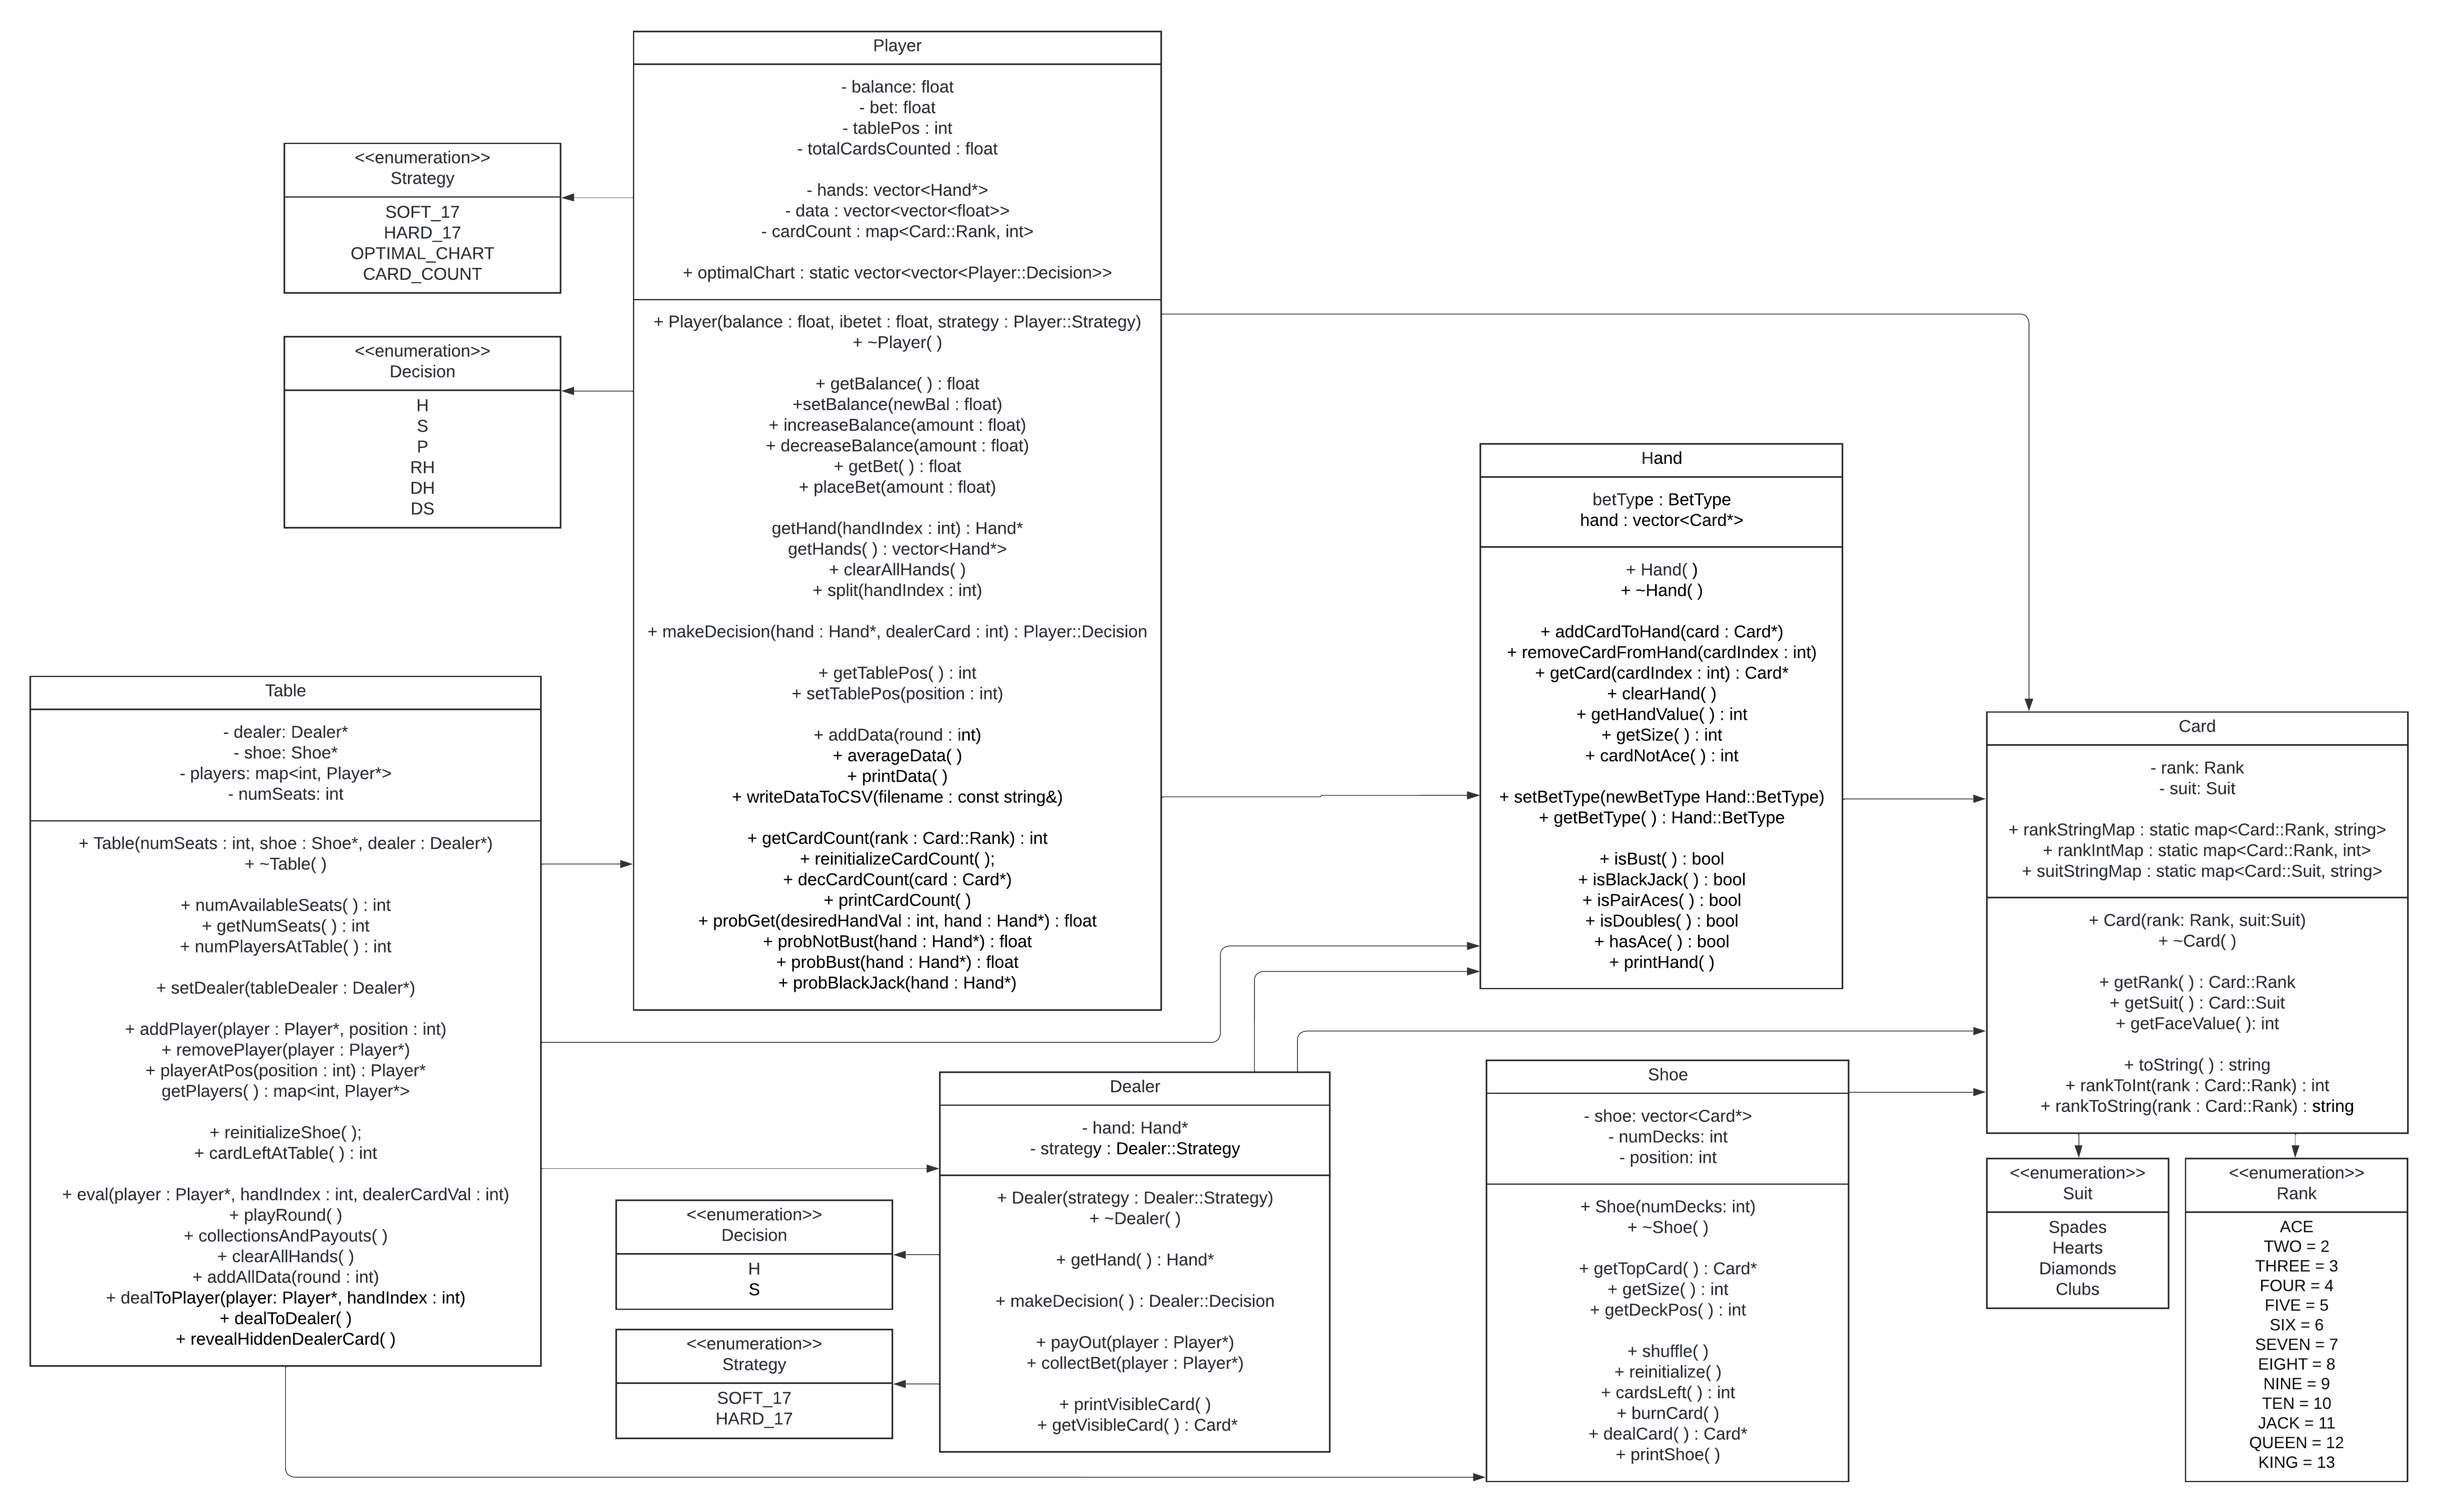 Player
- balance: float
- bet: float
- tablePos : int
- totalCardsCounted : float
- hands: vector<Hand*>
- data : vector<vector<float>>
- cardCount : map<Card::Rank, int>
+ optimalChart : static vector<vector<Player::Decision>>
+ Player(balance : float, ibetet : float, strategy : Player::Strategy)
+ ~Player( )
+ getBalance( ) : float
+setBalance(newBal : float)
+ increaseBalance(amount : float)
+ decreaseBalance(amount : float)
+ getBet( ) : float
+ placeBet(amount : float)
getHand(handIndex : int) : Hand*
getHands( ) : vector<Hand*>
+ clearAllHands( )
+ split(handIndex : int)
+ makeDecision(hand : Hand*, dealerCard : int) : Player::Decision
+ getTablePos( ) : int
+ setTablePos(position : int)
+ addData(round : int)
+ averageData( )
+ printData( )
+ writeDataToCSV(filename : const string&)
+ getCardCount(rank : Card::Rank) : int
+ reinitializeCardCount( );
+ decCardCount(card : Card*)
+ printCardCount( )
+ probGet(desiredHandVal : int, hand : Hand*) : float
+ probNotBust(hand : Hand*) : float
+ probBust(hand : Hand*) : float
+ probBlackJack(hand : Hand*)
<<enumeration>>
Strategy
SOFT_17
HARD_17
OPTIMAL_CHART
CARD_COUNT
<<enumeration>>
Decision
H
S
P
RH
DH
DS
Hand
betType : BetType
hand : vector<Card*>
+ Hand( )
+ ~Hand( )
+ addCardToHand(card : Card*)
+ removeCardFromHand(cardIndex : int)
+ getCard(cardIndex : int) : Card*
+ clearHand( )
+ getHandValue( ) : int
+ getSize( ) : int
+ cardNotAce( ) : int
+ setBetType(newBetType Hand::BetType)
+ getBetType( ) : Hand::BetType
+ isBust( ) : bool
+ isBlackJack( ) : bool
+ isPairAces( ) : bool
+ isDoubles( ) : bool
+ hasAce( ) : bool
+ printHand( )
Table
- dealer: Dealer*
- shoe: Shoe*
- players: map<int, Player*>
- numSeats: int
+ Table(numSeats : int, shoe : Shoe*, dealer : Dealer*)
+ ~Table( )
+ numAvailableSeats( ) : int
+ getNumSeats( ) : int
+ numPlayersAtTable( ) : int
+ setDealer(tableDealer : Dealer*)
+ addPlayer(player : Player*, position : int)
+ removePlayer(player : Player*)
+ playerAtPos(position : int) : Player*
getPlayers( ) : map<int, Player*>
+ reinitializeShoe( );
+ cardLeftAtTable( ) : int
+ eval(player : Player*, handIndex : int, dealerCardVal : int)
+ playRound( )
+ collectionsAndPayouts( )
+ clearAllHands( )
+ addAllData(round : int)
+ dealToPlayer(player: Player*, handIndex : int)
+ dealToDealer( )
+ revealHiddenDealerCard( )
Card
- rank: Rank
- suit: Suit
+ rankStringMap : static map<Card::Rank, string>
+ rankIntMap : static map<Card::Rank, int>
+ suitStringMap : static map<Card::Suit, string>
+ Card(rank: Rank, suit:Suit)
+ ~Card( )
+ getRank( ) : Card::Rank
+ getSuit( ) : Card::Suit
+ getFaceValue( ): int
+ toString( ) : string
+ rankToInt(rank : Card::Rank) : int
+ rankToString(rank : Card::Rank) : string
Dealer
- hand: Hand*
- strategy : Dealer::Strategy
+ Dealer(strategy : Dealer::Strategy)
+ ~Dealer( )
+ getHand( ) : Hand*
+ makeDecision( ) : Dealer::Decision
+ payOut(player : Player*)
+ collectBet(player : Player*)
+ printVisibleCard( )
+ getVisibleCard( ) : Card*
<<enumeration>>
Decision
H
S
<<enumeration>>
Strategy
SOFT_17
HARD_17
Shoe
- shoe: vector<Card*>
- numDecks: int
- position: int
+ Shoe(numDecks: int)
+ ~Shoe( )
+ getTopCard( ) : Card*
+ getSize( ) : int
+ getDeckPos( ) : int
+ shuffle( )
+ reinitialize( )
+ cardsLeft( ) : int
+ burnCard( )
+ dealCard( ) : Card*
+ printShoe( )
<<enumeration>>
Suit
Spades
Hearts
Diamonds
Clubs
<<enumeration>>
Rank
ACE
TWO = 2
THREE = 3
FOUR = 4
FIVE = 5
SIX = 6
SEVEN = 7
EIGHT = 8
NINE = 9
TEN = 10
JACK = 11
QUEEN = 12
KING = 13